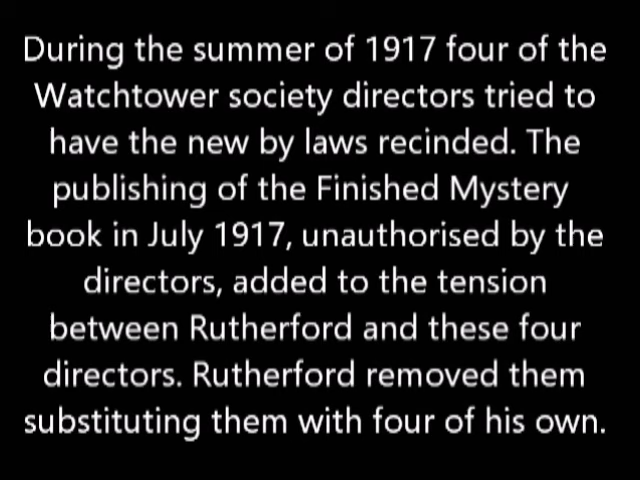 During the summer of 1917 four of the
Watchtower society directors tried to
have the new by laws recinded. The
publishing of the Finished Mystery
book in July 1917, unauthorised by the
directors, added to the tension
between Rutherford and these four
directors. Rutherford removed them
substituting them with four of his own.